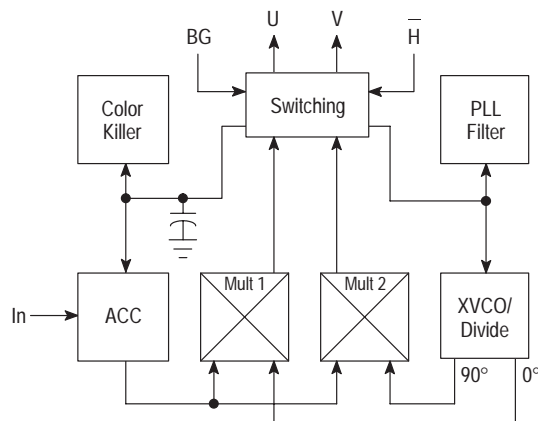 U
V
BG
H̅
Color
Killer
Switching
PLL
Filter
In
ACC
Mult 1
Mult 2
XVCO/
Divide
90°
0°